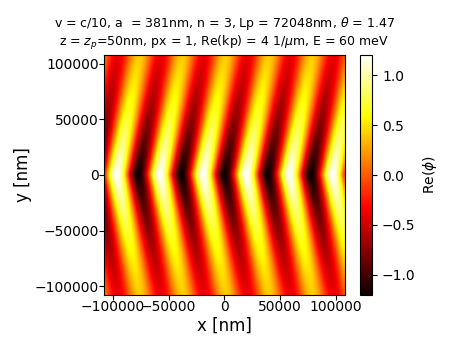 v = c/10, a  = 381nm, n = 3, Lp = 72048nm, θ = 1.47
z = z_p=50nm, px = 1, Re(kp) = 4 1/μm, E = 60 meV
100000
50000
0
−50000
−100000
y [nm]
−100000 −50000 0 50000 100000
x [nm]
1.0
0.5
0.0
−0.5
−1.0
Re(ϕ)